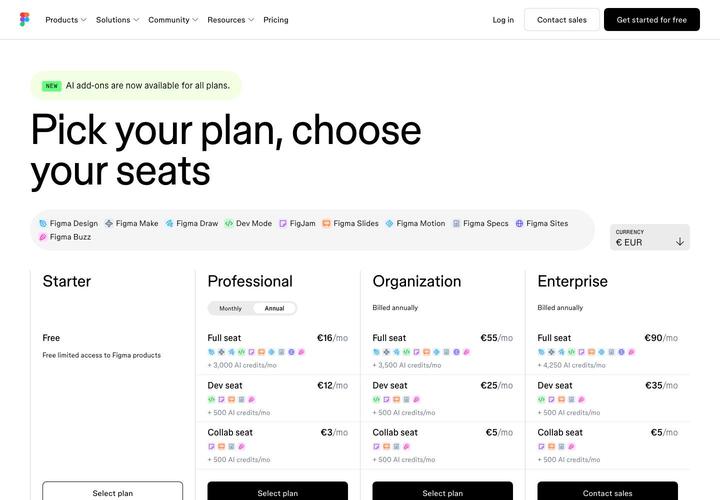 Products Solutions Community Resources Pricing Log in Contact sales Get started for free
NEW AI add-ons are now available for all plans.
Pick your plan, choose
your seats
Figma Design Figma Make Figma Draw Dev Mode FigJam Figma Slides Figma Motion Figma Specs Figma Sites
Figma Buzz
CURRENCY
€ EUR
Starter
Free
Free limited access to Figma products
Select plan
Professional
Monthly Annual
Full seat €16/mo
+ 3,000 AI credits/mo
Dev seat €12/mo
+ 500 AI credits/mo
Collab seat €3/mo
+ 500 AI credits/mo
Select plan
Organization
Billed annually
Full seat €55/mo
+ 3,500 AI credits/mo
Dev seat €25/mo
+ 500 AI credits/mo
Collab seat €5/mo
+ 500 AI credits/mo
Select plan
Enterprise
Billed annually
Full seat €90/mo
+ 4,250 AI credits/mo
Dev seat €35/mo
+ 500 AI credits/mo
Collab seat €5/mo
+ 500 AI credits/mo
Contact sales